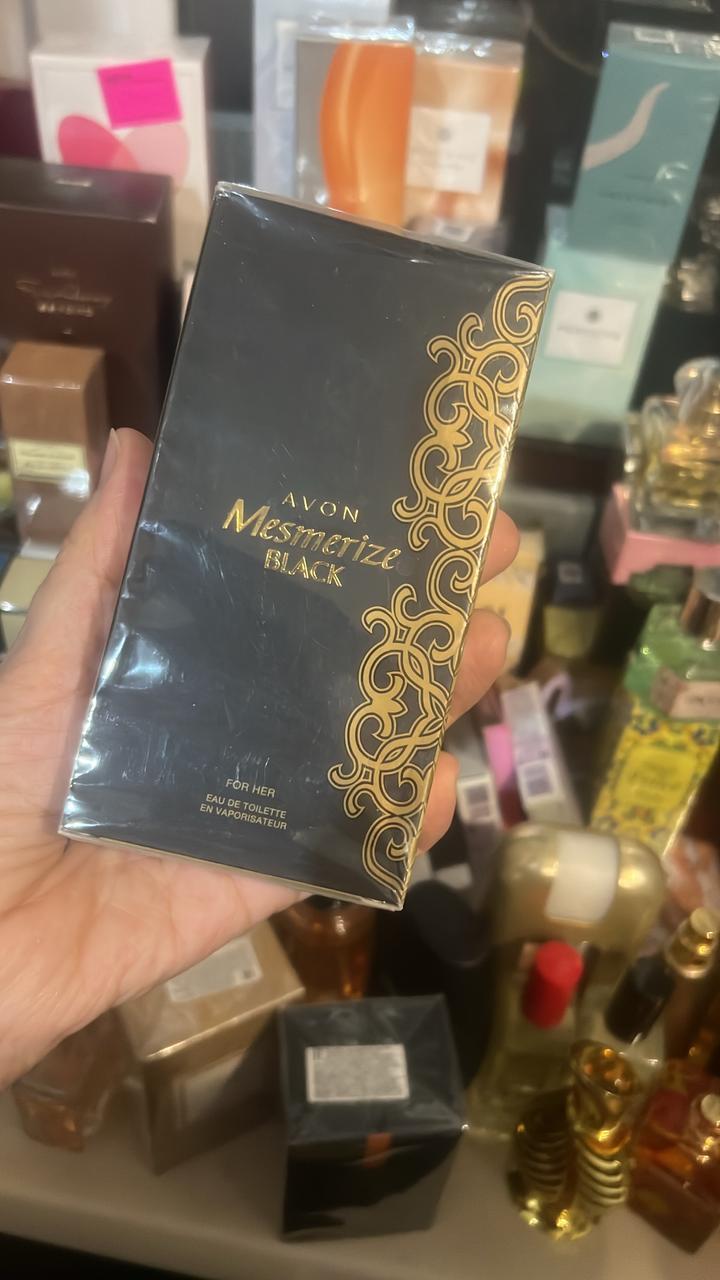 AVON
Mesmerize
BLACK
FOR HER
EAU DE TOILETTE
EN VAPORISATEUR